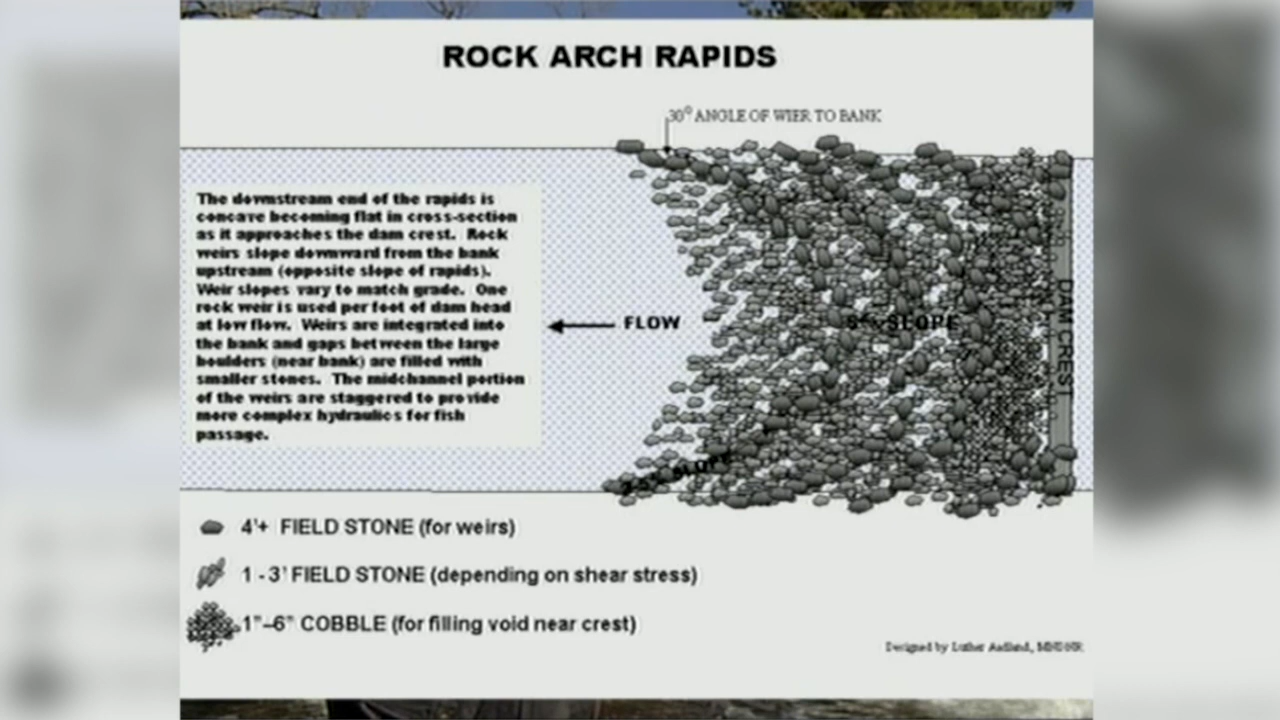 ROCK ARCH RAPIDS
30° ANGLE OF WIER TO BANK
The downstream end of the rapids is
concave becoming flat in cross-section
as it approaches the dam crest. Rock
weirs slope downward from the bank
upstream (opposite slope of rapids).
Weir slopes vary to match grade. One
rock weir is used per foot of dam head
at low flow. Weirs are integrated into
the bank and gaps between the large
boulders (near bank) are filled with
smaller stones. The midchannel portion
of the weirs are staggered to provide
more complex hydraulics for fish
passage.
FLOW
SLOPE
DAM CREST
SLOPE
4'+ FIELD STONE (for weirs)
1 - 3' FIELD STONE (depending on shear stress)
1"–6" COBBLE (for filling void near crest)
Designed by Luther Aadland, MNDNR